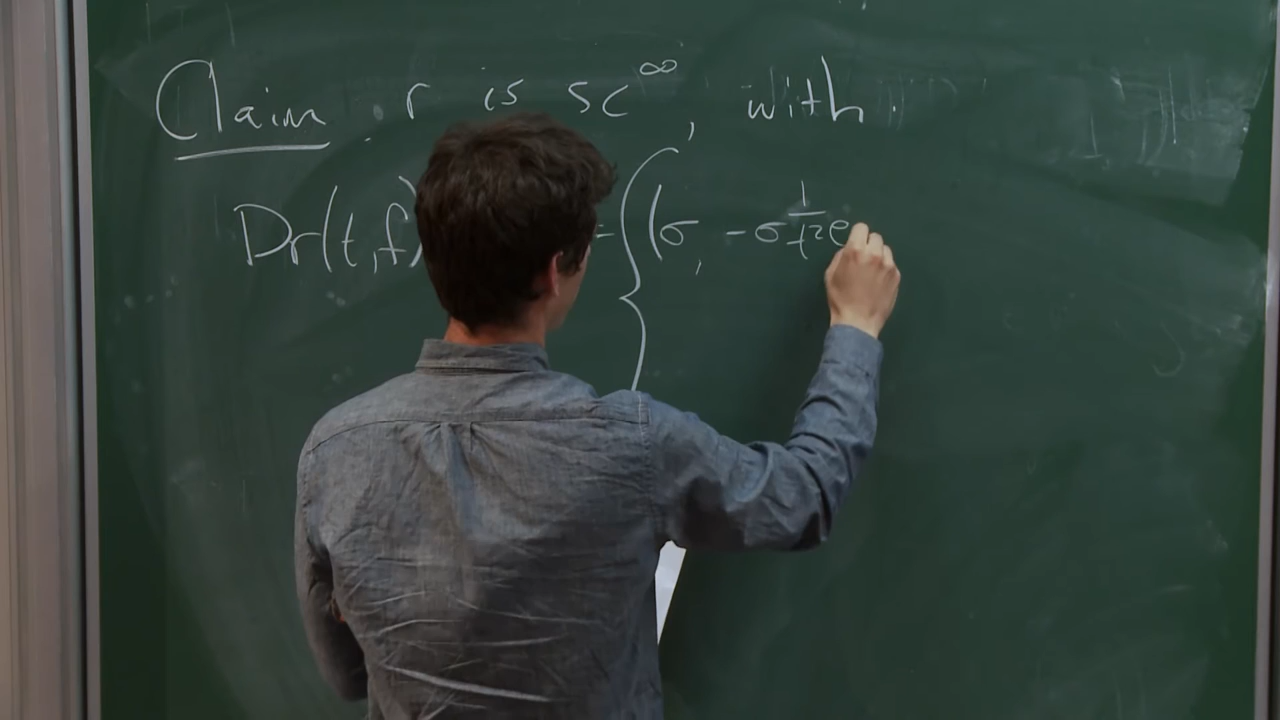 Claim. r is sc^∞, with
Dr(t,f) = { (σ, -σ 1/t² e